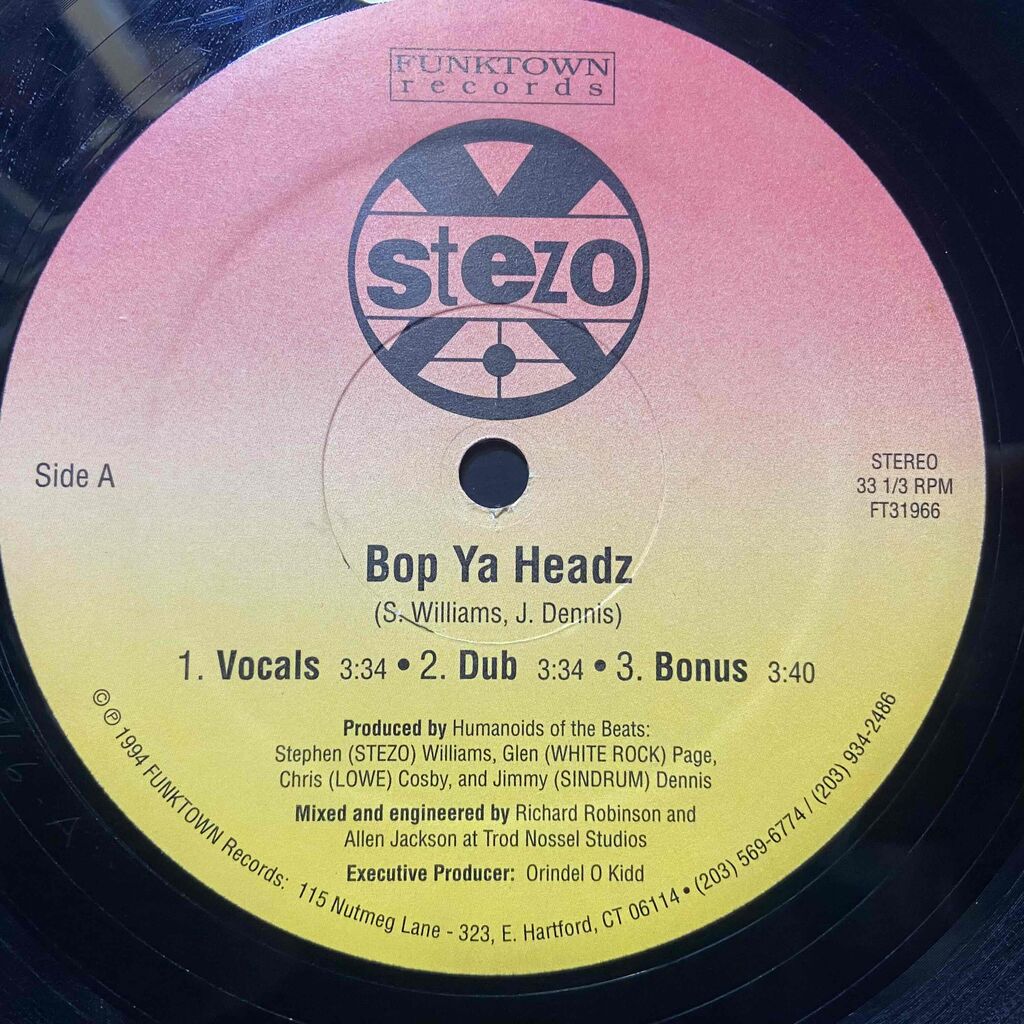 FUNKTOWN
records
stezo
Side A
STEREO
33 1/3 RPM
FT31966
Bop Ya Headz
(S. Williams, J. Dennis)
1. Vocals 3:34 • 2. Dub 3:34 • 3. Bonus 3:40
Produced by Humanoids of the Beats:
Stephen (STEZO) Williams, Glen (WHITE ROCK) Page,
Chris (LOWE) Cosby, and Jimmy (SINDRUM) Dennis
Mixed and engineered by Richard Robinson and
Allen Jackson at Trod Nossel Studios
Executive Producer: Orindel O Kidd
© ℗ 1994 FUNKTOWN Records: 115 Nutmeg Lane - 323, E. Hartford, CT 06114 • (203) 569-6774 / (203) 934-2486